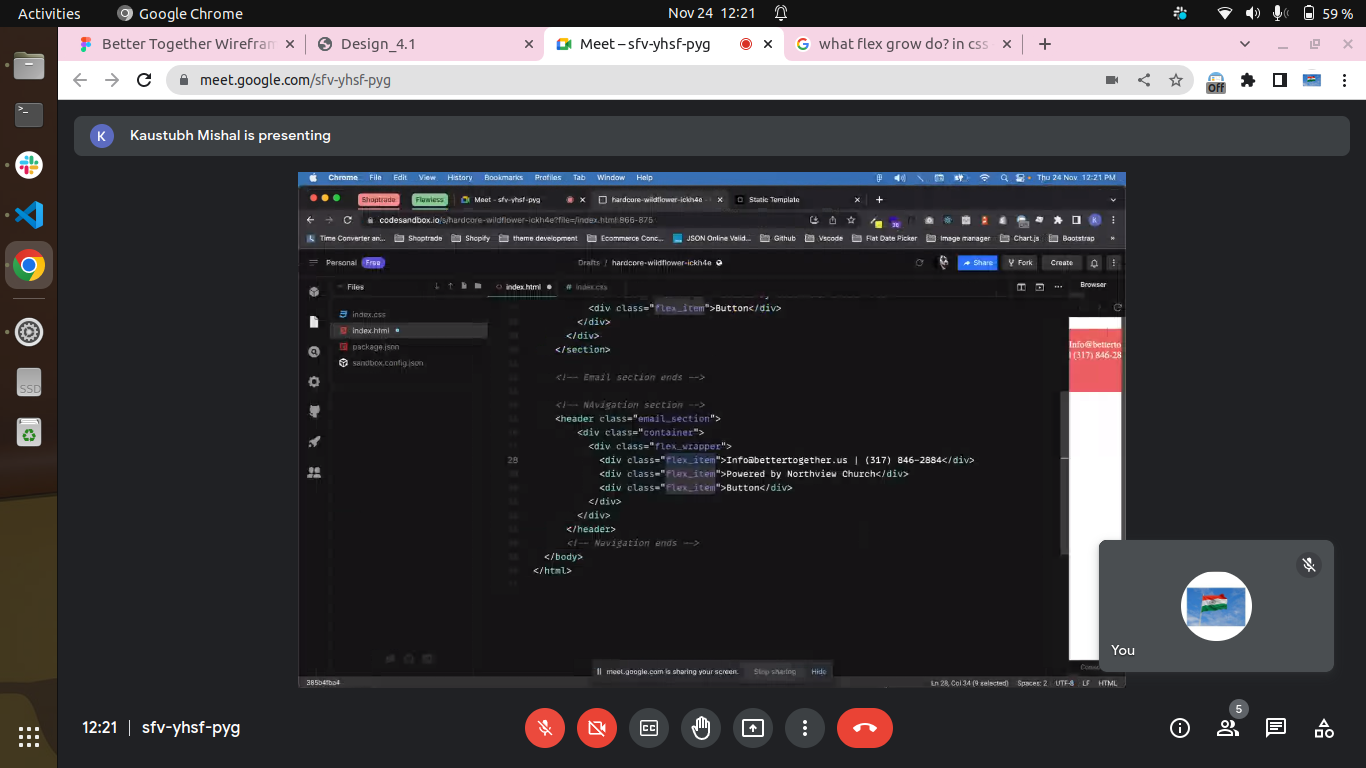 Activities
Google Chrome
Nov 24 12:21
59 %
Better Together Wirefran
Design_4.1
Meet – sfv-yhsf-pyg
what flex grow do? in css
meet.google.com/sfv-yhsf-pyg
Off
K
Kaustubh Mishal is presenting
Chrome File Edit View History Bookmarks Profiles Tab Window Help
Thu 24 Nov 12:21 PM
Shoptrade
Flawless
Meet - sfv-yhsf-pyg
hardcore-wildflower-ickh4e
Static Template
codesandbox.io/s/hardcore-wildflower-ickh4e?file=/index.html:866-875
Time Converter an...
Shoptrade
Shopify
theme development
Ecommerce Conc...
JSON Online Valid...
Github
Vscode
Flat Date Picker
Image manager
Chart.js
Bootstrap
»
Personal Free
Drafts / hardcore-wildflower-ickh4e
Share
Fork
Create
Files
index.html
index.css
Browser
index.css
index.html
package.json
sandbox.config.json
<div class="flex_item">Button</div>
</div>
</div>
</section>
<!-- Email section ends -->
<!-- NAvigation section -->
<header class="email_section">
<div class="container">
<div class="flex_wrapper">
28 <div class="flex_item">Info@bettertogether.us | (317) 846-2884</div>
<div class="flex_item">Powered by Northview Church</div>
<div class="flex_item">Button</div>
</div>
</div>
</header>
<!-- Navigation ends -->
</body>
</html>
Info@betterto
| (317) 846-28
meet.google.com is sharing your screen.
Stop sharing
Hide
385b4fba4
Ln 28, Col 34 (9 selected) Spaces: 2 UTF-8 LF HTML
You
SSD
12:21 | sfv-yhsf-pyg
5